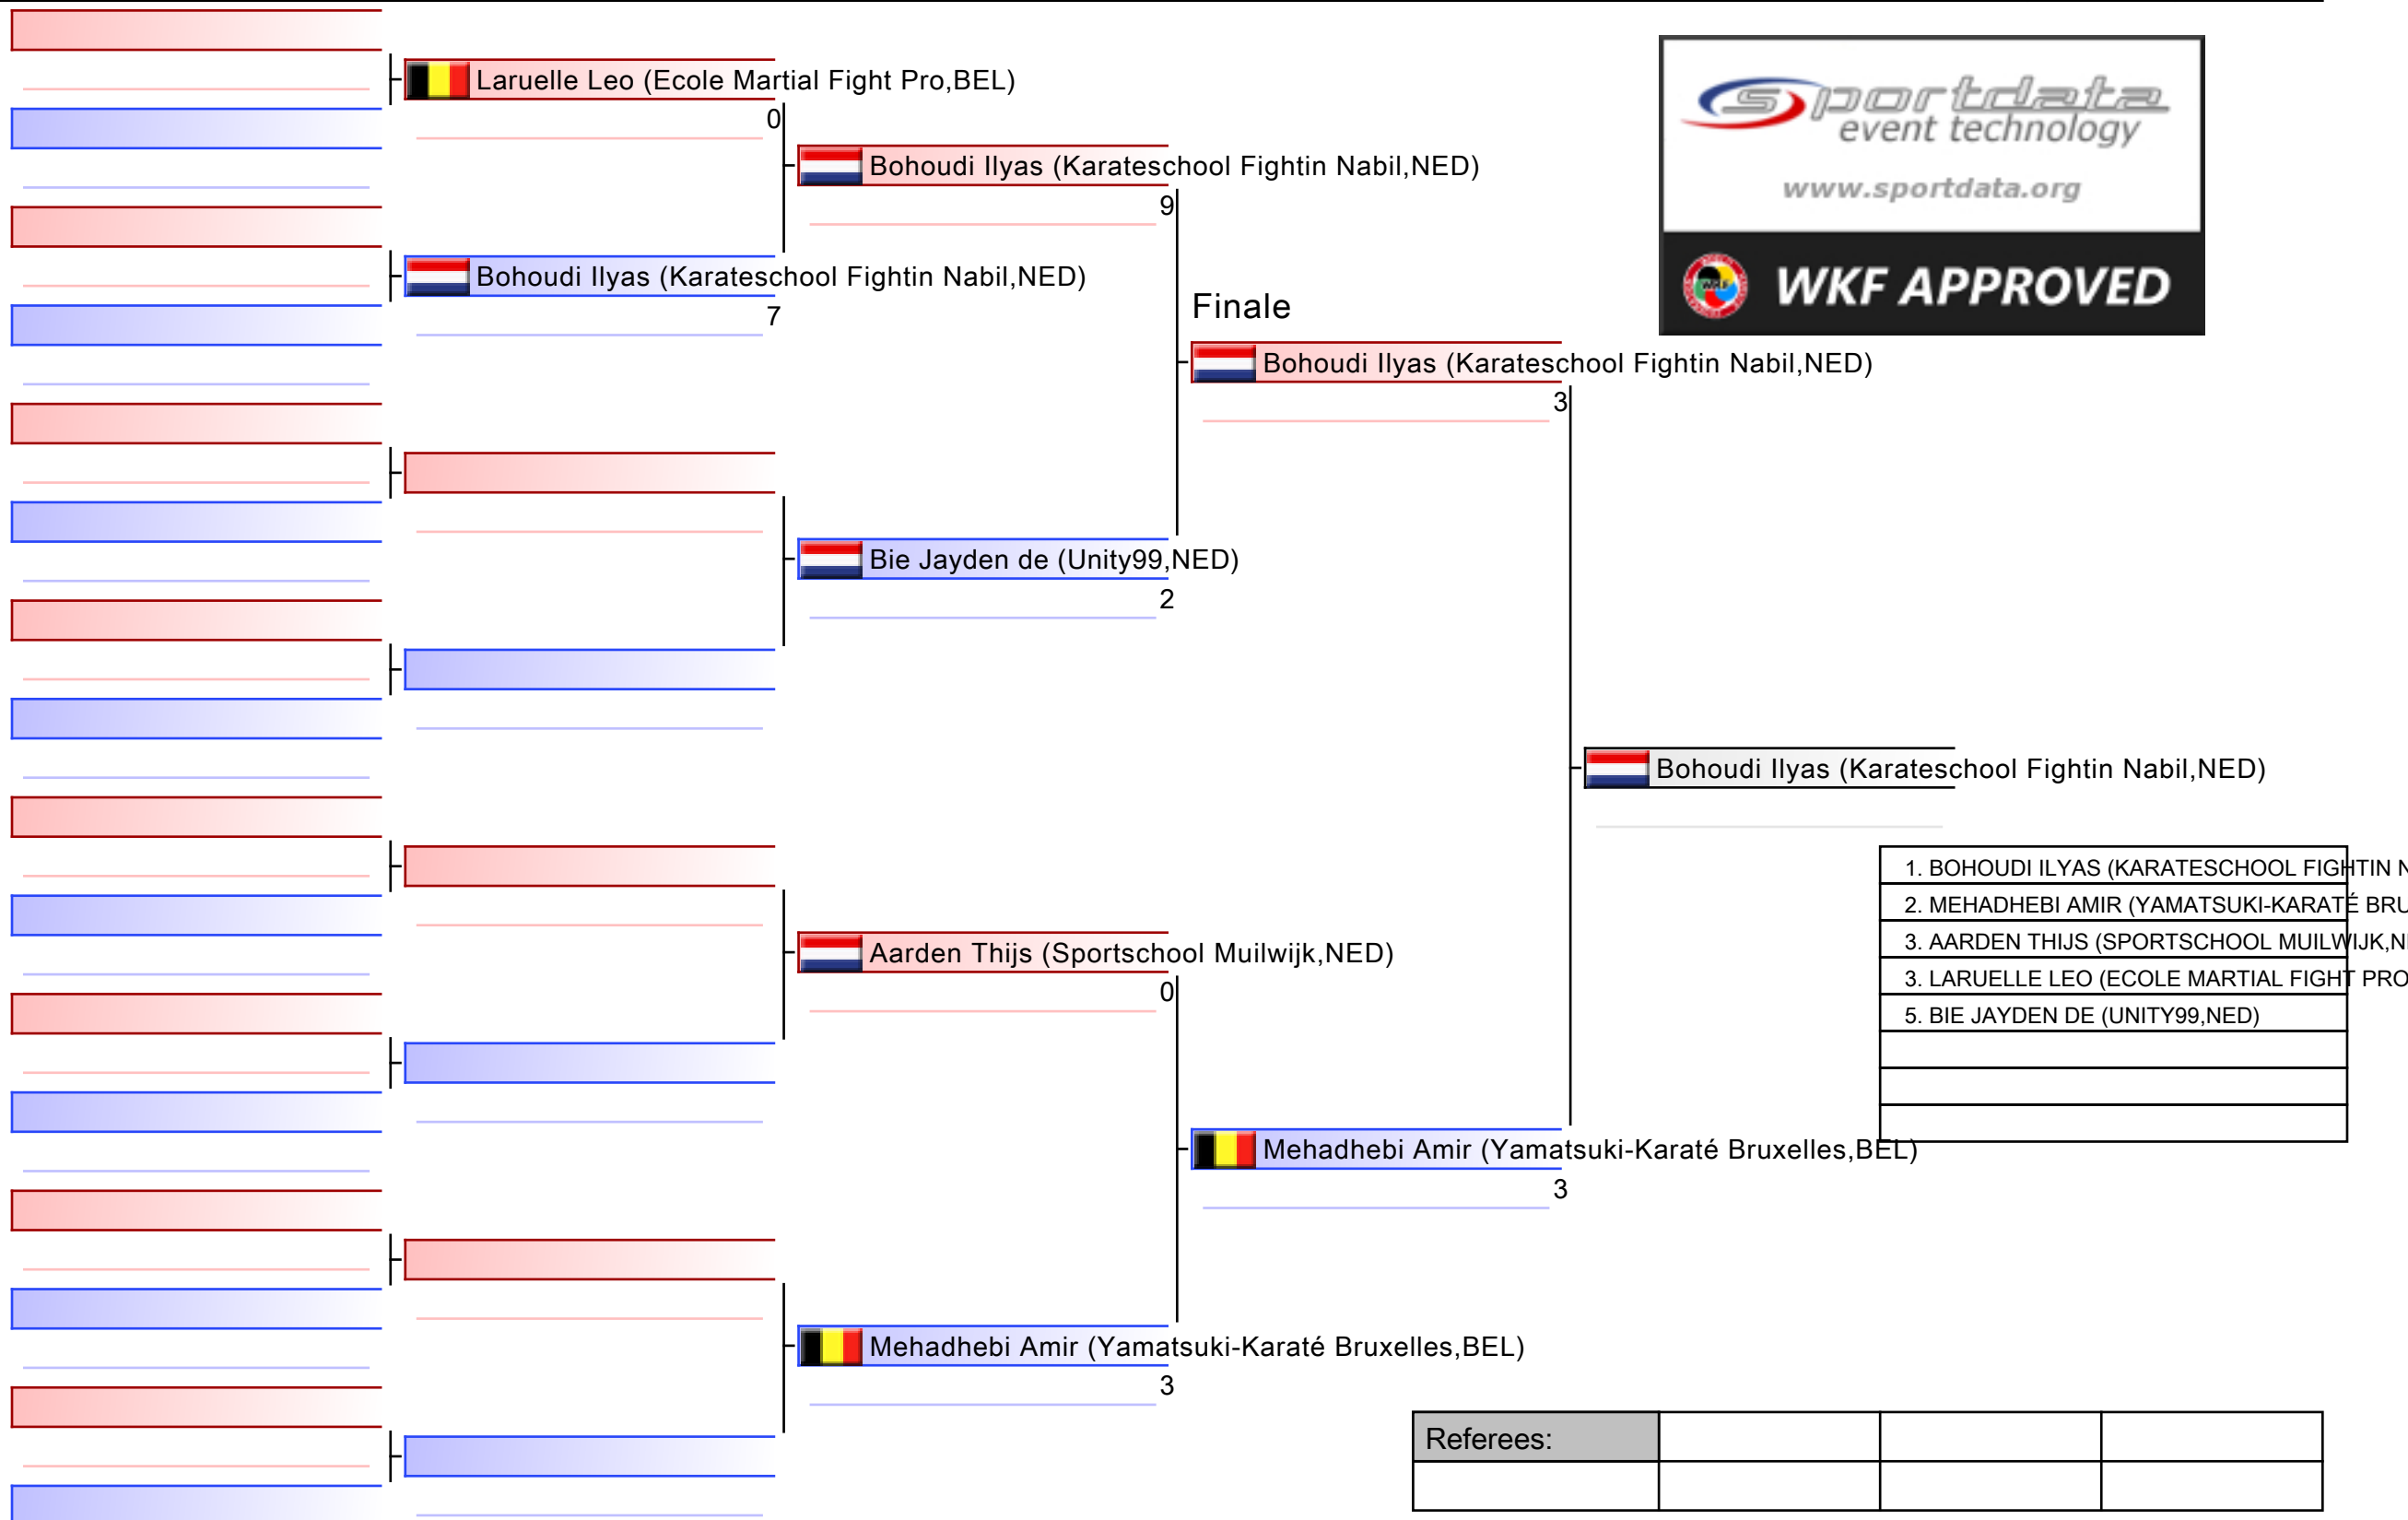 Laruelle Leo (Ecole Martial Fight Pro,BEL)
0
Bohoudi Ilyas (Karateschool Fightin Nabil,NED)
9
Bohoudi Ilyas (Karateschool Fightin Nabil,NED)
7
Finale
Bohoudi Ilyas (Karateschool Fightin Nabil,NED)
3
Bie Jayden de (Unity99,NED)
2
Bohoudi Ilyas (Karateschool Fightin Nabil,NED)
Aarden Thijs (Sportschool Muilwijk,NED)
0
Mehadhebi Amir (Yamatsuki-Karaté Bruxelles,BEL)
3
Mehadhebi Amir (Yamatsuki-Karaté Bruxelles,BEL)
3
sportdata
event technology
www.sportdata.org
WKF
WKF APPROVED
1. BOHOUDI ILYAS (KARATESCHOOL FIGHTIN N
2. MEHADHEBI AMIR (YAMATSUKI-KARATÉ BRU
3. AARDEN THIJS (SPORTSCHOOL MUILWIJK,N
3. LARUELLE LEO (ECOLE MARTIAL FIGHT PRO
5. BIE JAYDEN DE (UNITY99,NED)
Referees: